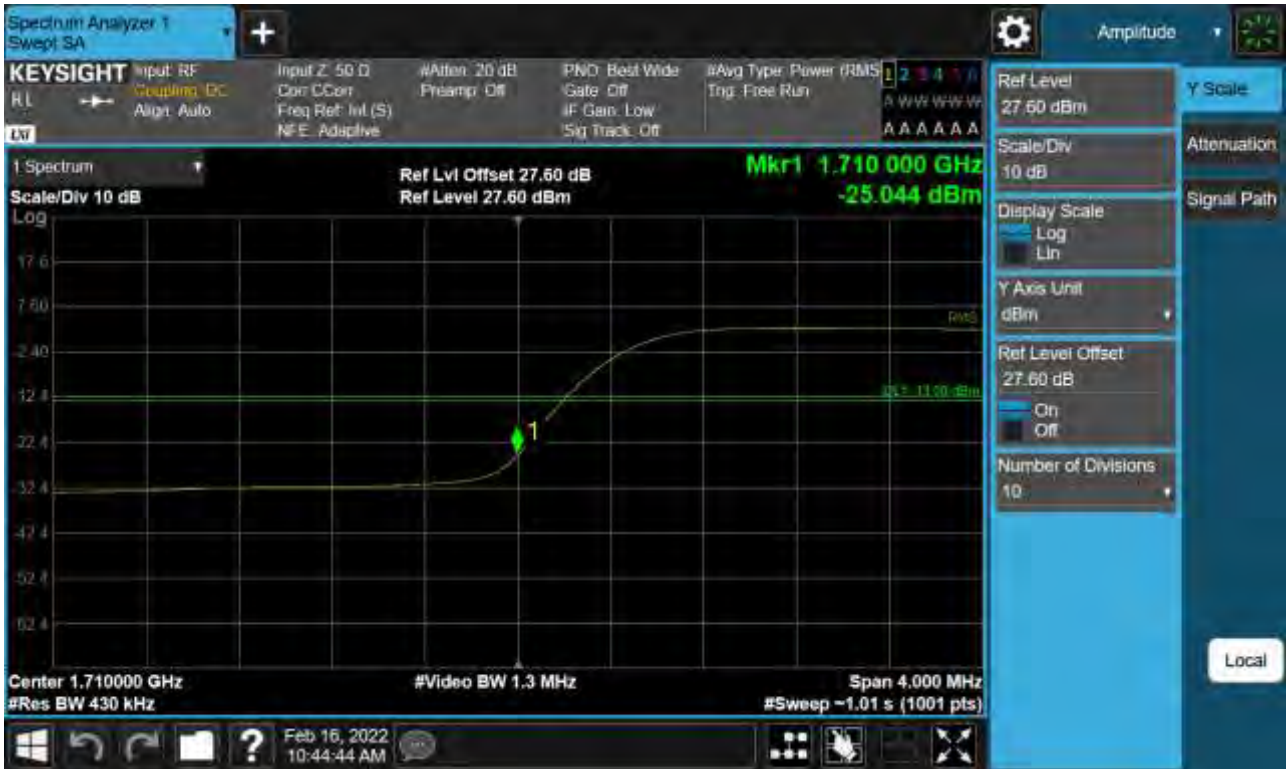 Spectrum Analyzer 1
Swept SA
+
Amplitude
KEYSIGHT
RL
Input: RF
Coupling: DC
Align: Auto
Input Z: 50 Ω
Corr CCorr
Freq Ref: Int (S)
NFE: Adaptive
#Atten: 20 dB
Preamp: Off
PNO: Best Wide
Gate: Off
IF Gain: Low
Sig Track: Off
#Avg Type: Power (RMS
Trig: Free Run
1 2 3 4 5 6
A W W W W W
A A A A A A
LXI
1 Spectrum
Scale/Div 10 dB
Log
Ref Lvl Offset 27.60 dB
Ref Level 27.60 dBm
Mkr1 1.710 000 GHz
-25.044 dBm
17.6
7.60
-2.40
-12.4
-22.4
-32.4
-42.4
-52.4
-62.4
RMS
DL1 -13.00 dBm
1
Center 1.710000 GHz
#Res BW 430 kHz
#Video BW 1.3 MHz
Span 4.000 MHz
#Sweep ~1.01 s (1001 pts)
Ref Level
27.60 dBm
Scale/Div
10 dB
Display Scale
Log
Lin
Y Axis Unit
dBm
Ref Level Offset
27.60 dB
On
Off
Number of Divisions
10
Y Scale
Attenuation
Signal Path
Local
?
Feb 16, 2022
10:44:44 AM